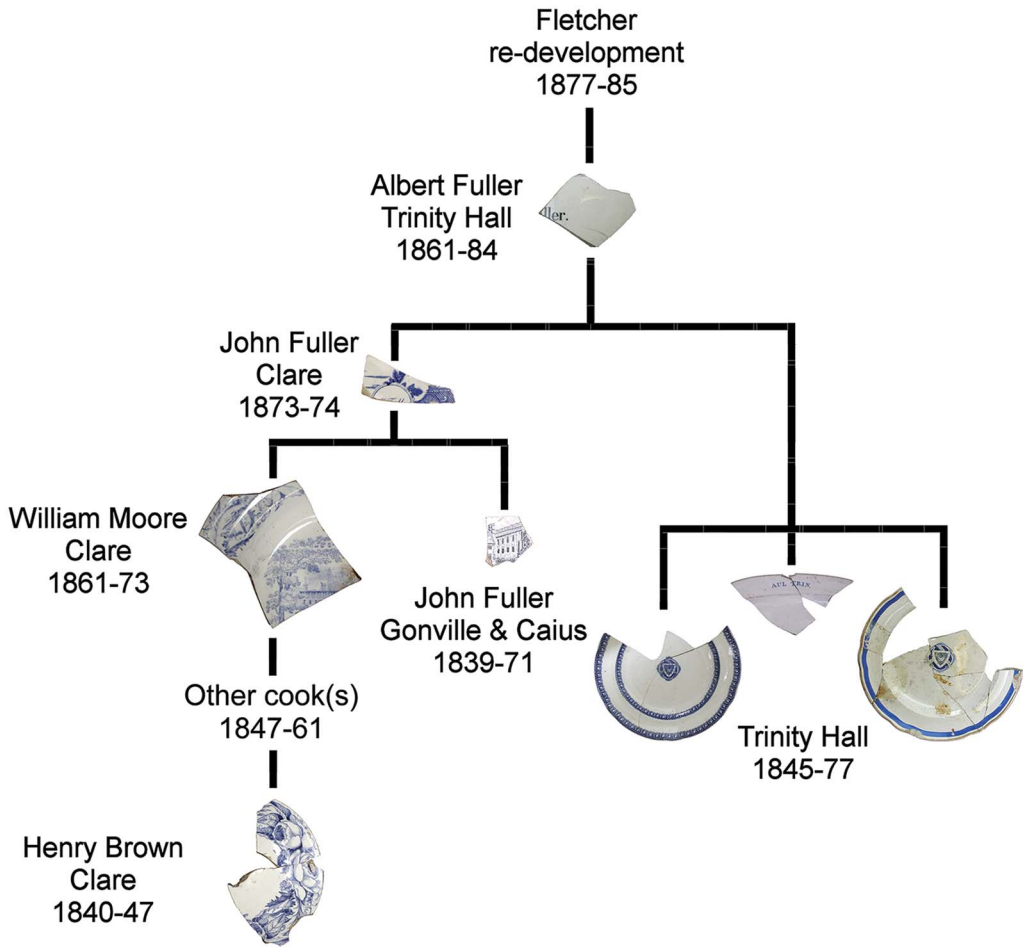 Fletcher
re-development
1877-85
Albert Fuller
Trinity Hall
1861-84
ller.
John Fuller
Clare
1873-74
William Moore
Clare
1861-73
John Fuller
Gonville & Caius
1839-71
AUL TRIN
Other cook(s)
1847-61
Trinity Hall
1845-77
Henry Brown
Clare
1840-47